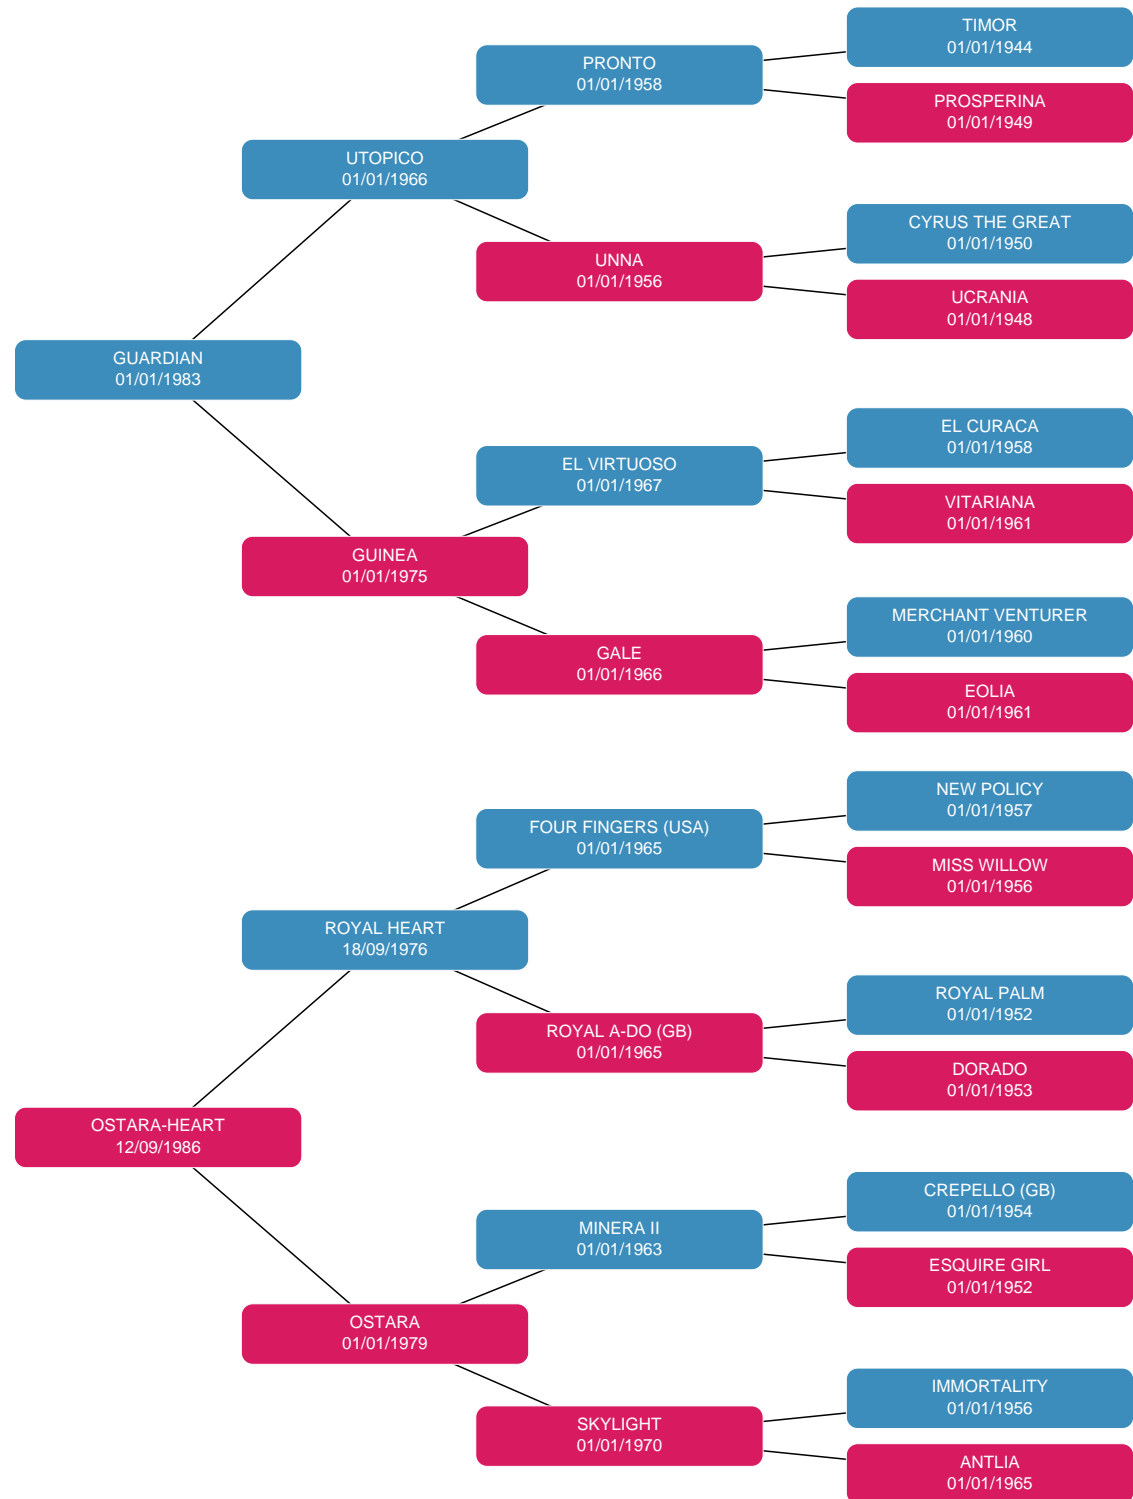 TIMOR
01/01/1944
PRONTO
01/01/1958
PROSPERINA
01/01/1949
UTOPICO
01/01/1966
CYRUS THE GREAT
01/01/1950
UNNA
01/01/1956
UCRANIA
01/01/1948
GUARDIAN
01/01/1983
EL CURACA
01/01/1958
EL VIRTUOSO
01/01/1967
VITARIANA
01/01/1961
GUINEA
01/01/1975
MERCHANT VENTURER
01/01/1960
GALE
01/01/1966
EOLIA
01/01/1961
NEW POLICY
01/01/1957
FOUR FINGERS (USA)
01/01/1965
MISS WILLOW
01/01/1956
ROYAL HEART
18/09/1976
ROYAL PALM
01/01/1952
ROYAL A-DO (GB)
01/01/1965
DORADO
01/01/1953
OSTARA-HEART
12/09/1986
CREPELLO (GB)
01/01/1954
MINERA II
01/01/1963
ESQUIRE GIRL
01/01/1952
OSTARA
01/01/1979
IMMORTALITY
01/01/1956
SKYLIGHT
01/01/1970
ANTLIA
01/01/1965